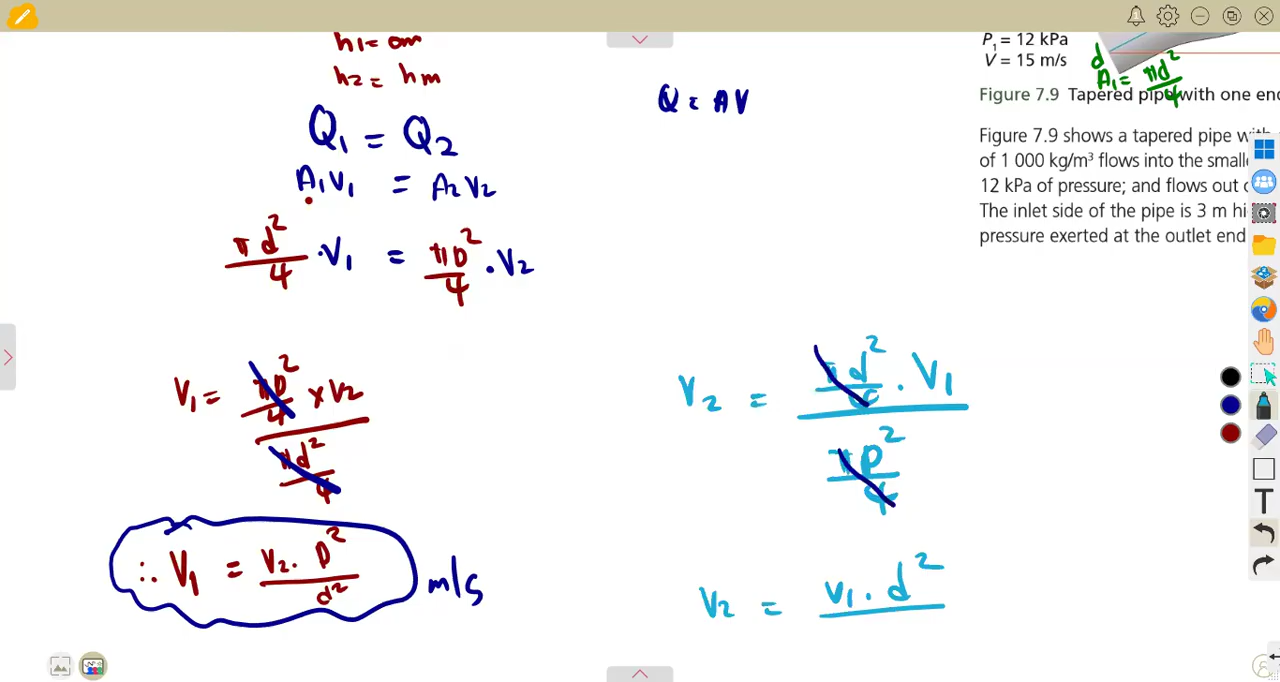 h1 = 0m
h2 = hm
Q1 = Q2
A1V1 = A2V2
πd²/4 · V1 = πD²/4 · V2
V1 = πD²/4 × V2 / πd²/4
∴ V1 = V2 · D²/d² m/s
Q = AV
V2 = πd²/4 · V1 / πD²/4
V2 = V1 · d²
P1 = 12 kPa
V = 15 m/s
d
A1 = πd²/4
Figure 7.9 Tapered pipe with one en
Figure 7.9 shows a tapered pipe with
of 1 000 kg/m³ flows into the smalle
12 kPa of pressure; and flows out o
The inlet side of the pipe is 3 m hi
pressure exerted at the outlet end
T